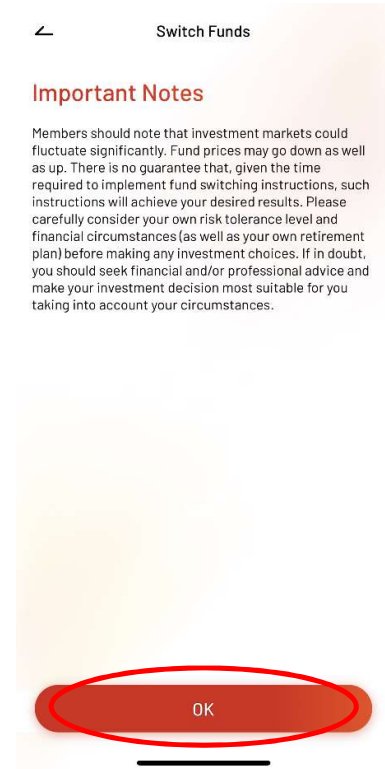 Switch Funds
Important Notes
Members should note that investment markets could
fluctuate significantly. Fund prices may go down as well
as up. There is no guarantee that, given the time
required to implement fund switching instructions, such
instructions will achieve your desired results. Please
carefully consider your own risk tolerance level and
financial circumstances (as well as your own retirement
plan) before making any investment choices. If in doubt,
you should seek financial and/or professional advice and
make your investment decision most suitable for you
taking into account your circumstances.
OK